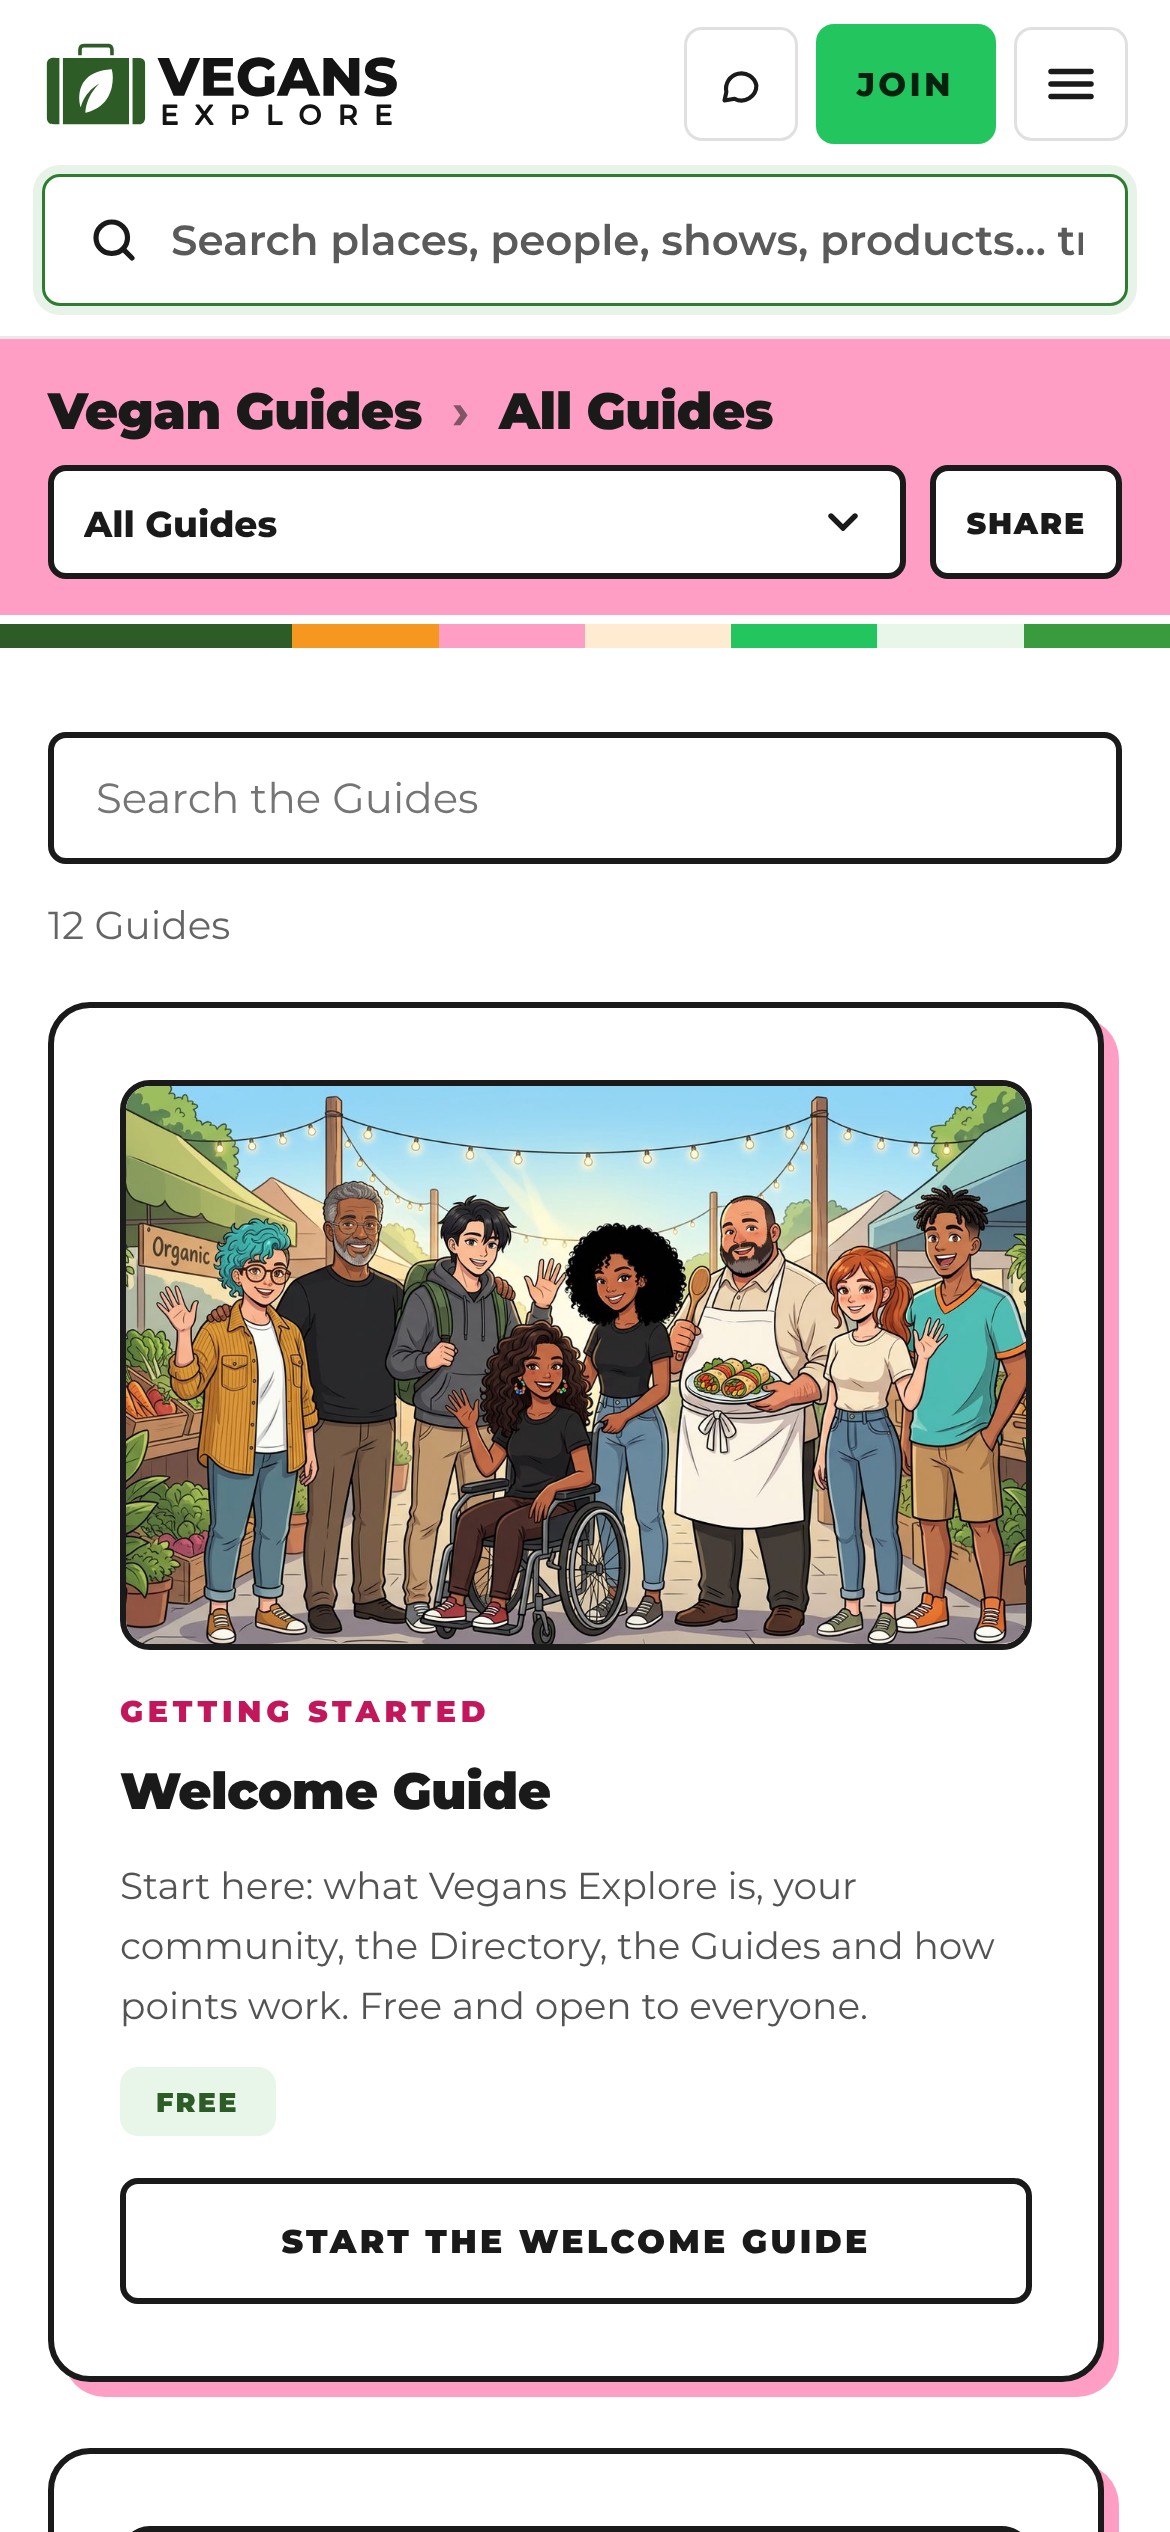 VEGANS
EXPLORE
JOIN
Search places, people, shows, products...
Vegan Guides › All Guides
All Guides
SHARE
Search the Guides
12 Guides
Organic
GETTING STARTED
Welcome Guide
Start here: what Vegans Explore is, your
community, the Directory, the Guides and how
points work. Free and open to everyone.
FREE
START THE WELCOME GUIDE